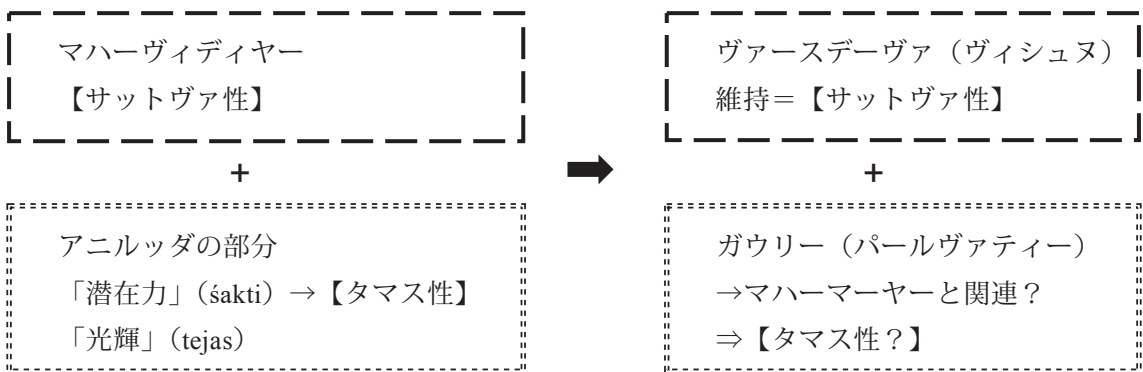 マハーヴィディヤー
【サットヴァ性】
+
アニルッダの部分
「潜在力」（śakti）→【タマス性】
「光輝」（tejas）
➡
ヴァースデーヴァ（ヴィシュヌ）
維持＝【サットヴァ性】
+
ガウリー（パールヴァティー）
→マハーマーヤーと関連？
⇒【タマス性？】